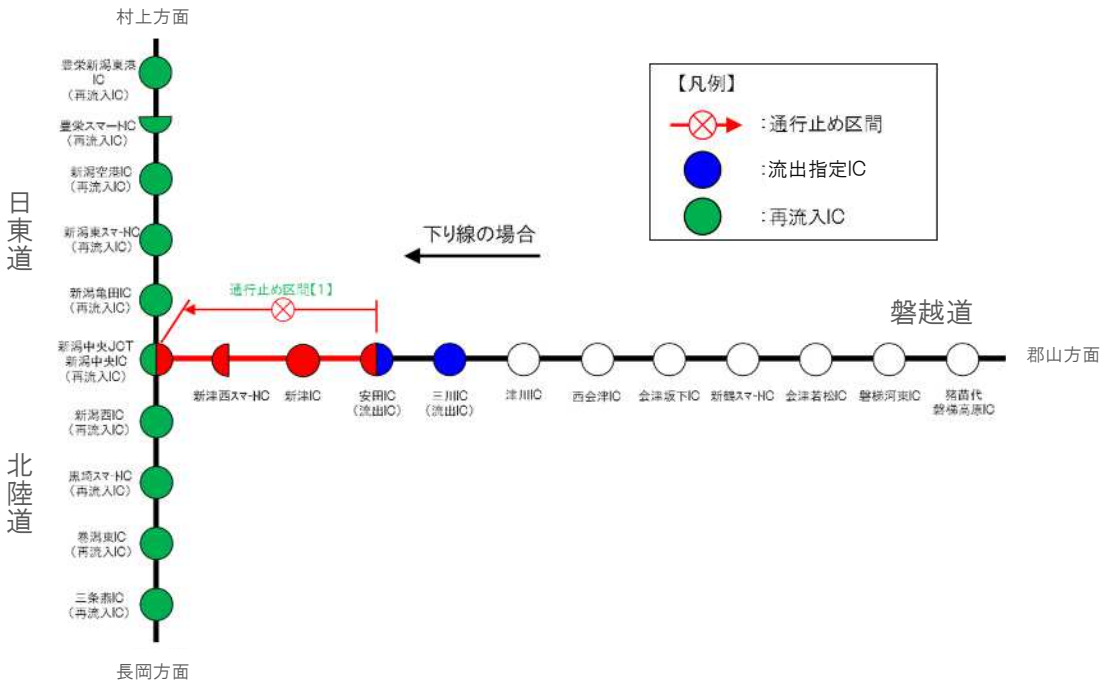 村上方面
豊栄新潟東港
IC
(再流入IC)
豊栄スマートIC
(再流入IC)
新潟空港IC
(再流入IC)
新潟東スマートIC
(再流入IC)
新潟亀田IC
(再流入IC)
新潟中央JCT
新潟中央IC
(再流入IC)
新潟西IC
(再流入IC)
黒埼スマートIC
(再流入IC)
巻潟東IC
(再流入IC)
三条燕IC
(再流入IC)
長岡方面
日東道
北陸道
【凡例】
:通行止め区間
:流出指定IC
:再流入IC
下り線の場合
通行止め区間【1】
磐越道
郡山方面
新津西スマートIC
新津IC
安田IC
(流出IC)
三川IC
(流出IC)
津川IC
西会津IC
会津坂下IC
新鶴スマートIC
会津若松IC
磐梯河東IC
猪苗代
磐梯高原IC